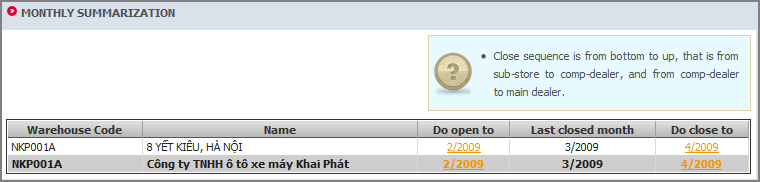 MONTHLY SUMMARIZATION
?
• Close sequence is from bottom to up, that is from
sub-store to comp-dealer, and from comp-dealer
to main dealer.
Warehouse Code Name Do open to Last closed month Do close to
NKP001A 8 YẾT KIÊU, HÀ NỘI 2/2009 3/2009 4/2009
NKP001A Công ty TNHH ô tô xe máy Khai Phát 2/2009 3/2009 4/2009